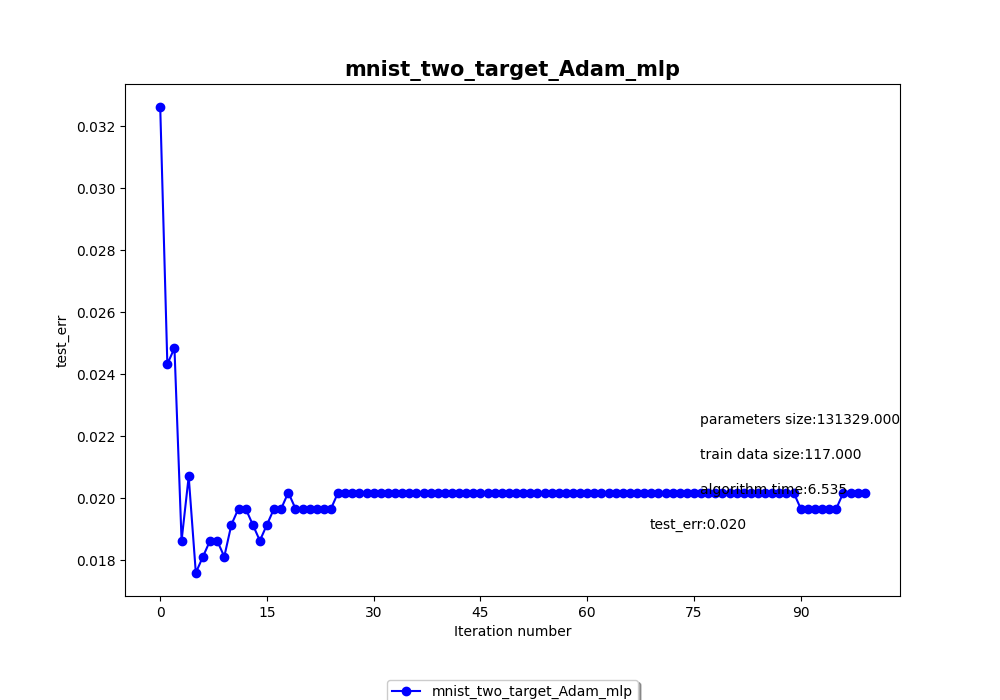 mnist_two_target_Adam_mlp
0.032
0.030
0.028
0.026
0.024
0.022
0.020
0.018
test_err
parameters size:131329.000
train data size:117.000
algorithm time:6.535
test_err:0.020
0 15 30 45 60 75 90
Iteration number
mnist_two_target_Adam_mlp